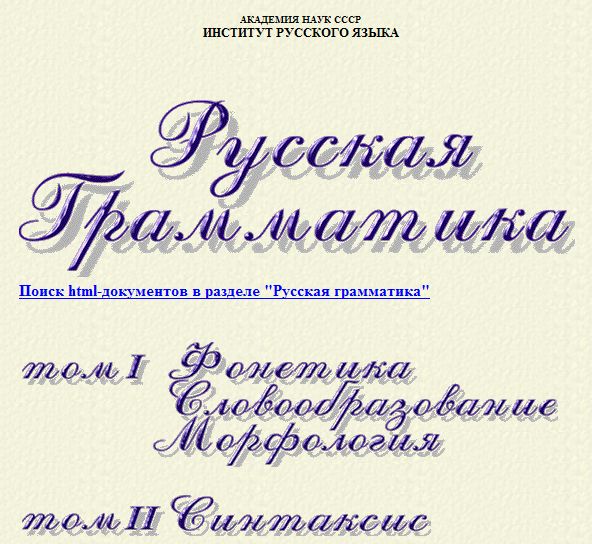 АКАДЕМИЯ НАУК СССР
ИНСТИТУТ РУССКОГО ЯЗЫКА
Русская
Грамматика
Поиск html-документов в разделе "Русская грамматика"
том I Фонетика
Словообразование
Морфология
том II Синтаксис